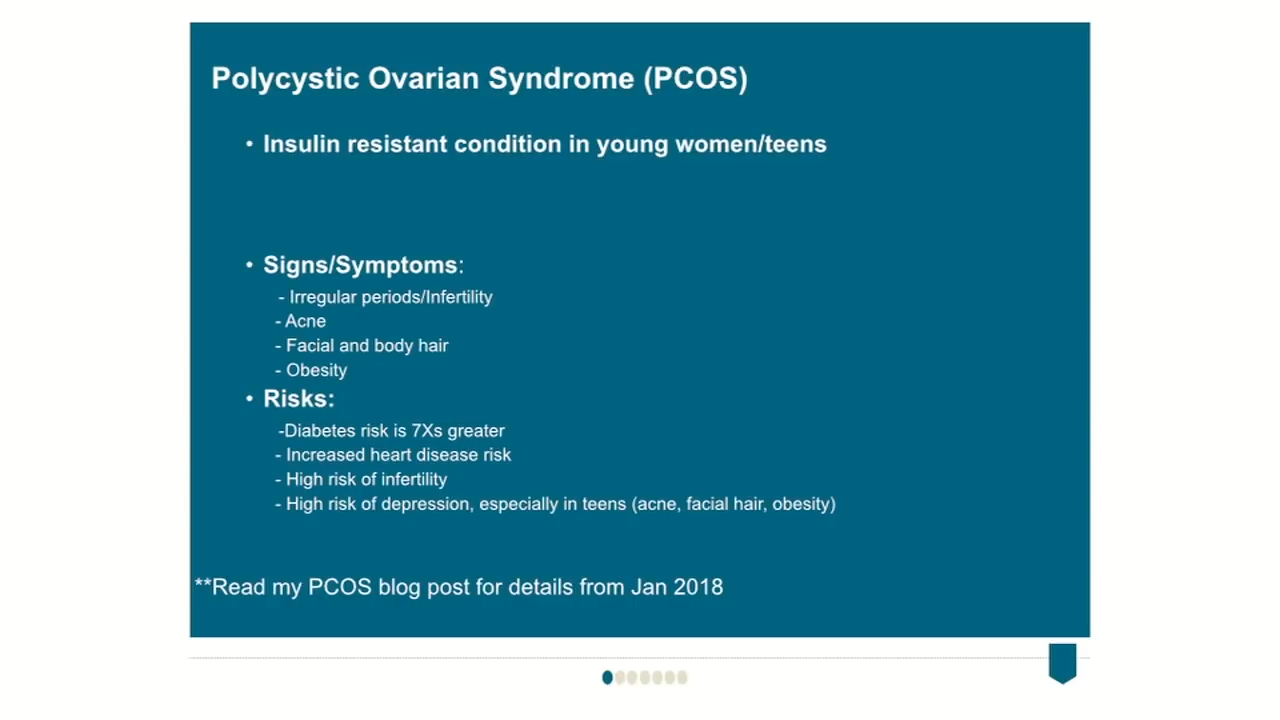 Polycystic Ovarian Syndrome (PCOS)
• Insulin resistant condition in young women/teens
• Signs/Symptoms:
- Irregular periods/Infertility
- Acne
- Facial and body hair
- Obesity
• Risks:
-Diabetes risk is 7Xs greater
- Increased heart disease risk
- High risk of infertility
- High risk of depression, especially in teens (acne, facial hair, obesity)
**Read my PCOS blog post for details from Jan 2018